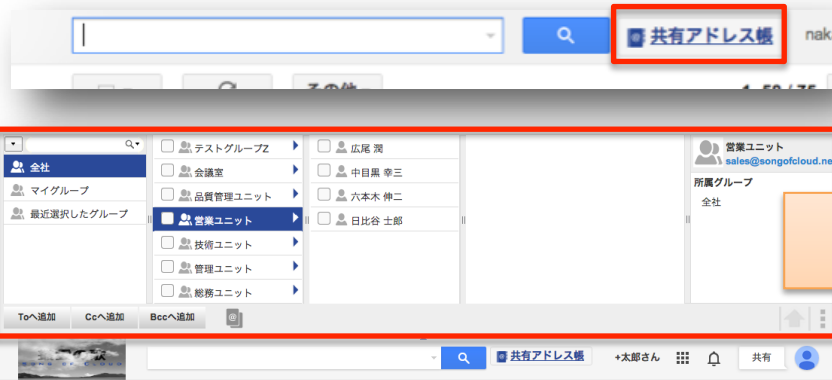 共有アドレス帳 nak
その他
1-50 / 75
全社
マイグループ
最近選択したグループ
テストグループZ
会議室
品質管理ユニット
営業ユニット
技術ユニット
管理ユニット
総務ユニット
広尾 潤
中目黒 幸三
六本木 伸二
日比谷 士郎
営業ユニット
sales@songofcloud.ne
所属グループ
全社
Toへ追加 Ccへ追加 Bccへ追加
共有アドレス帳 +太郎さん 共有
SONG OF CLOUD